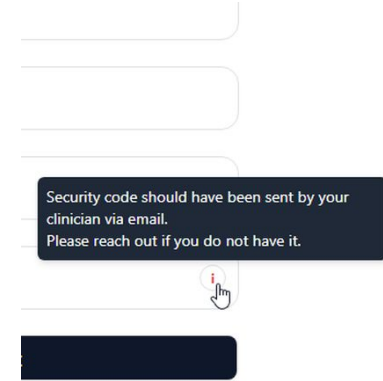 Security code should have been sent by your
clinician via email.
Please reach out if you do not have it.
i